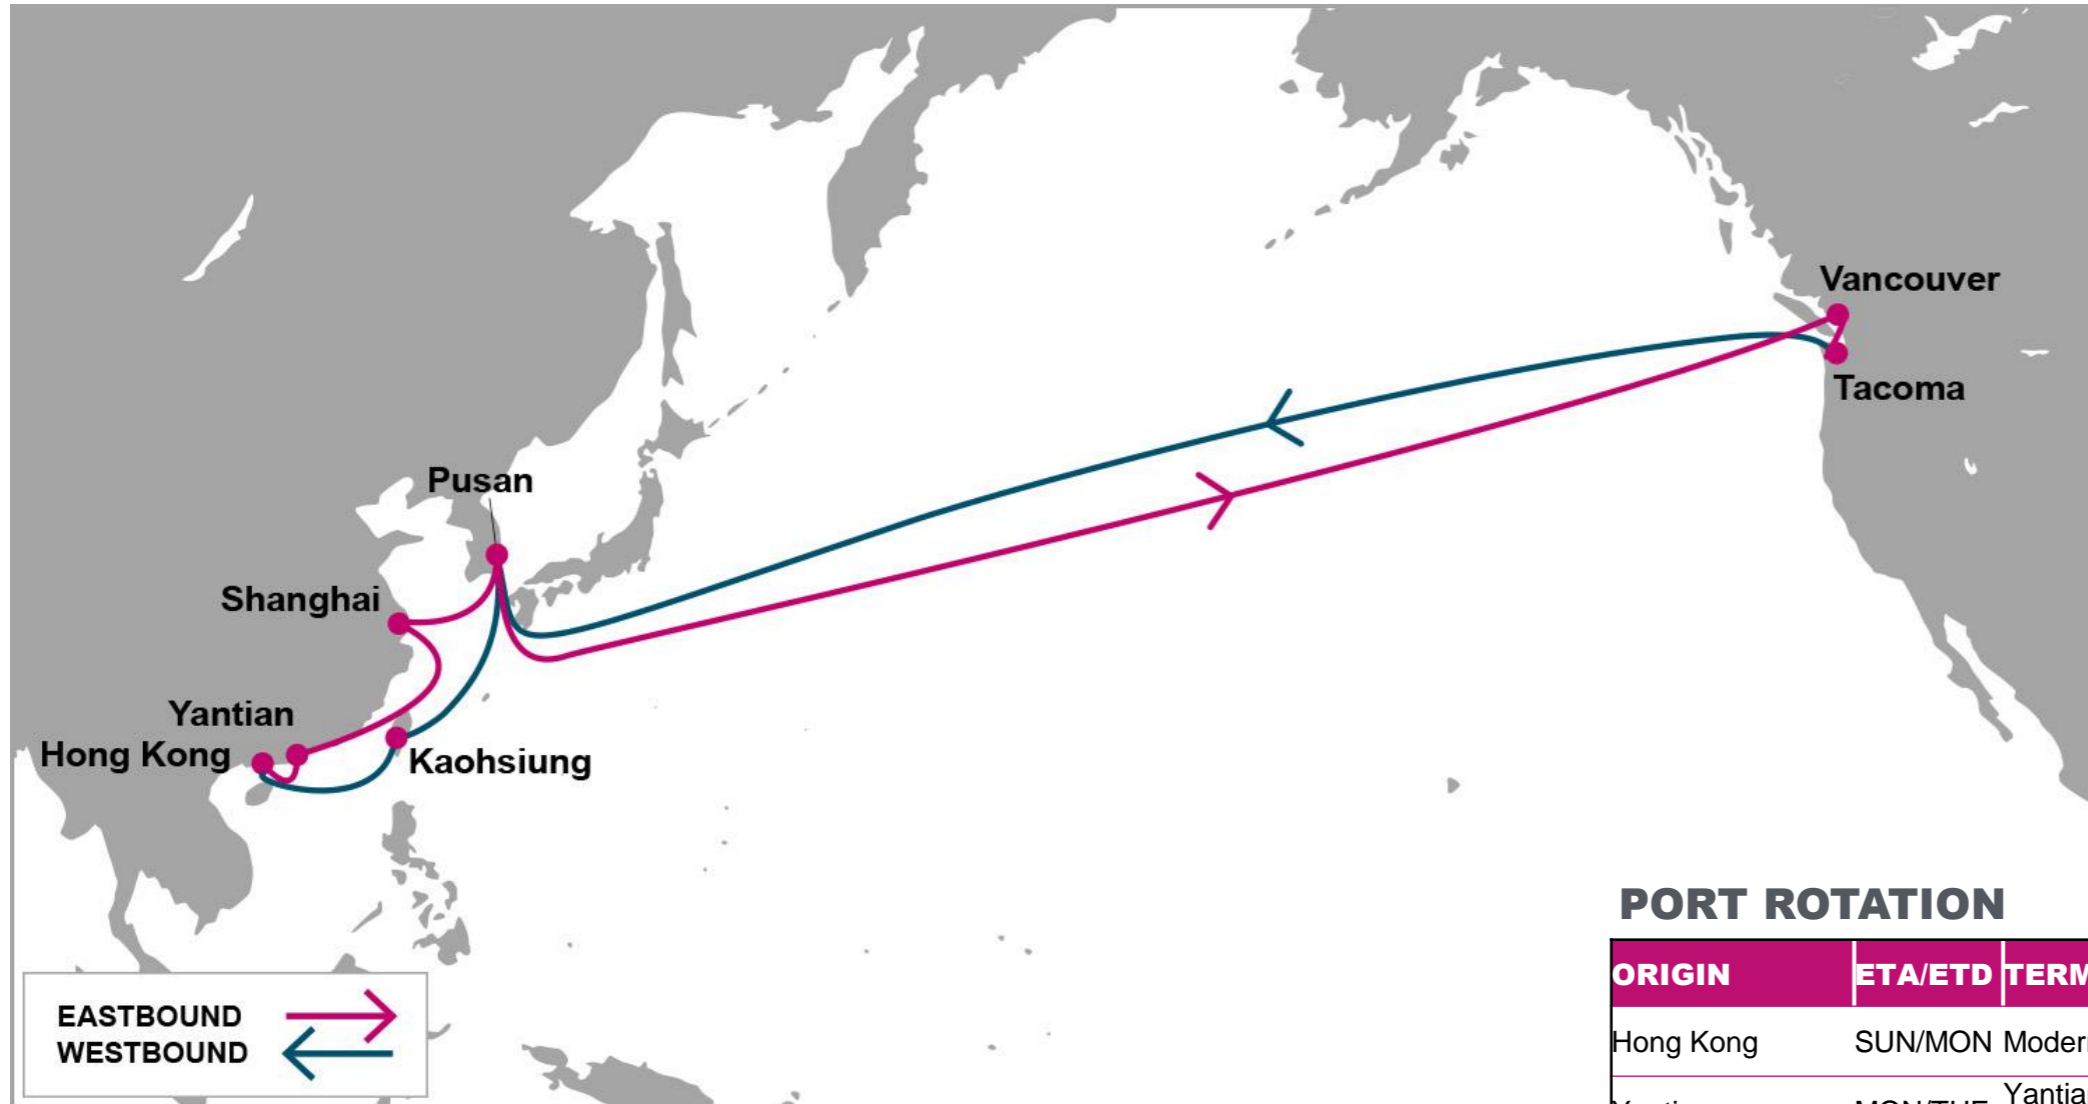 Vancouver
Tacoma
Pusan
Shanghai
Yantian
Hong Kong
Kaohsiung
EASTBOUND
WESTBOUND
PORT ROTATION
ORIGIN ETA/ETD
Hong Kong SUN/MON